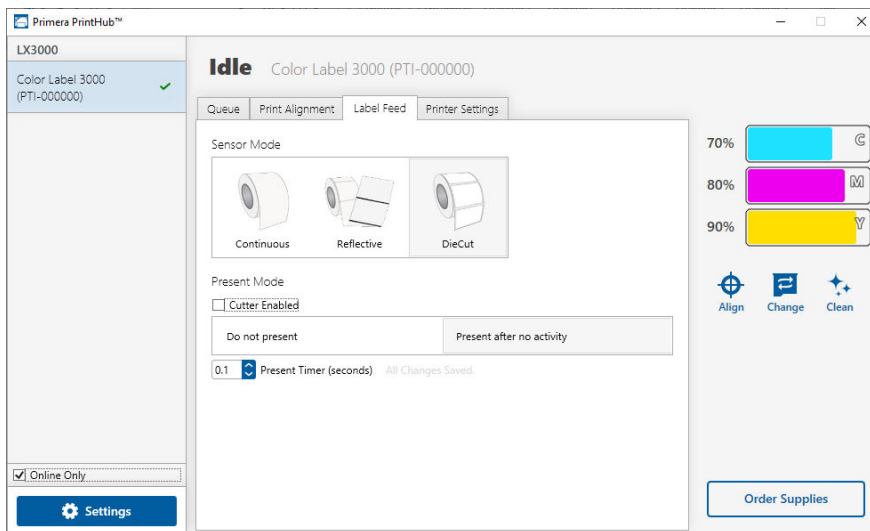 Primera PrintHub™
LX3000
Color Label 3000
(PTI-000000)
Online Only
Settings
Idle Color Label 3000 (PTI-000000)
Queue Print Alignment Label Feed Printer Settings
Sensor Mode
Continuous Reflective DieCut
Present Mode
Cutter Enabled
Do not present Present after no activity
0.1 Present Timer (seconds) All Changes Saved.
70% C
80% M
90% Y
Align Change Clean
Order Supplies